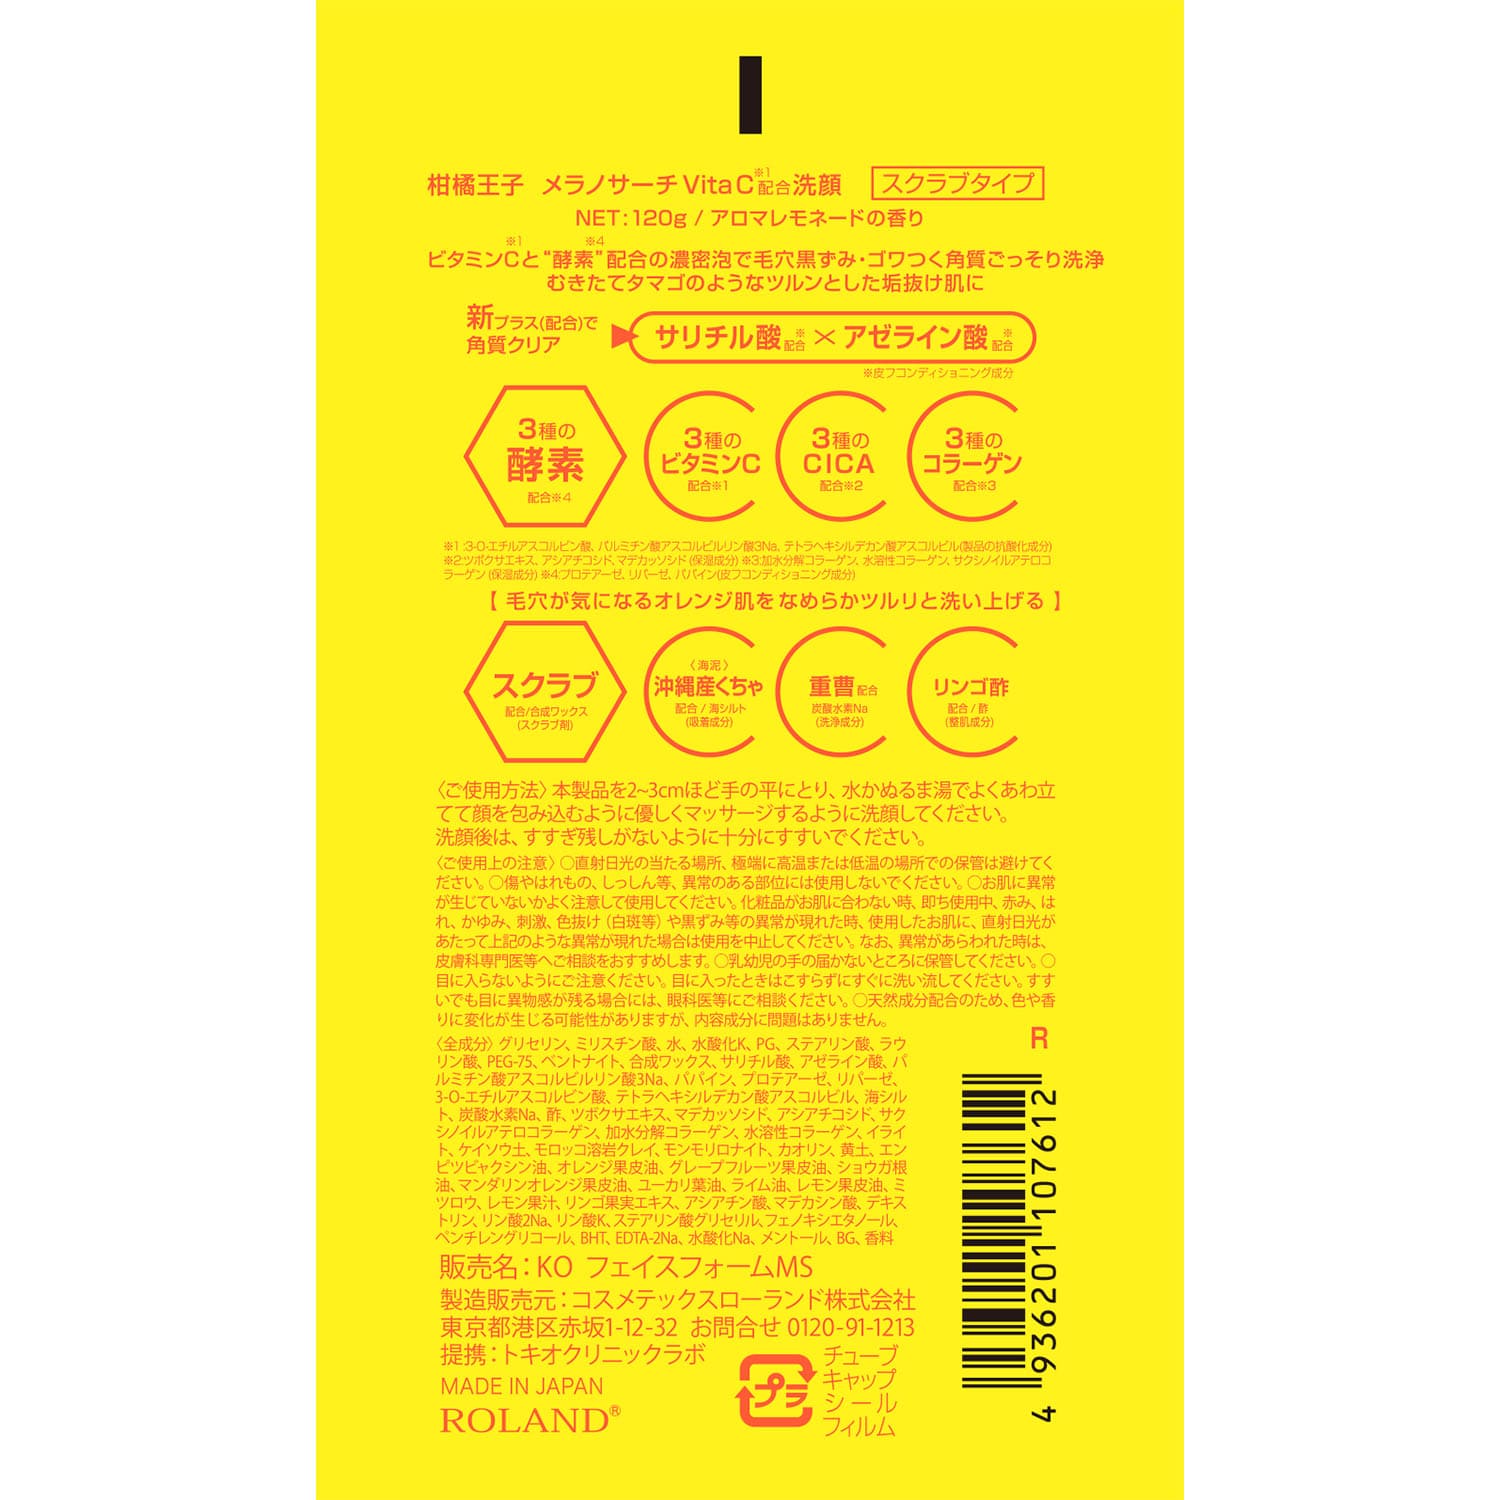 柑橘王子 メラノサーチVitaC※1配合洗顔 スクラブタイプ
NET:120g / アロマレモネードの香り
ビタミンC※1と“酵素※4”配合の濃密泡で毛穴黒ずみ・ゴワつく角質ごっそり洗浄
むきたてタマゴのようなツルンとした垢抜け肌に
新プラス(配合)で
角質クリア
サリチル酸※配合×アゼライン酸※配合
※皮フコンディショニング成分
3種の
酵素
配合※4
3種の
ビタミンC
配合※1
3種の
CICA
配合※2
3種の
コラーゲン
配合※3
※1:3-O-エチルアスコルビン酸、パルミチン酸アスコルビルリン酸3Na、テトラヘキシルデカン酸アスコルビル(製品の抗酸化成分)
※2:ツボクサエキス、アシアチコシド、マデカッソシド(保湿成分)※3:加水分解コラーゲン、水溶性コラーゲン、サクシノイルアテロコ
ラーゲン(保湿成分)※4:プロテアーゼ、リパーゼ、パパイン(皮フコンディショニング成分)
【 毛穴が気になるオレンジ肌をなめらかツルリと洗い上げる 】
スクラブ
配合/合成ワックス
(スクラブ剤)
〈海泥〉
沖縄産くちゃ
配合 / 海シルト
(吸着成分)
重曹配合
炭酸水素Na
(洗浄成分)
リンゴ酢
配合 / 酢
(整肌成分)
〈ご使用方法〉本製品を2~3cmほど手の平にとり、水かぬるま湯でよくあわ立
てて顔を包み込むように優しくマッサージするように洗顔してください。
洗顔後は、すすぎ残しがないように十分にすすいでください。
〈ご使用上の注意〉○直射日光の当たる場所、極端に高温または低温の場所での保管は避けてく
ださい。○傷やはれもの、しっしん等、異常のある部位には使用しないでください。○お肌に異常
が生じていないかよく注意して使用してください。化粧品がお肌に合わない時、即ち使用中、赤み、は
れ、かゆみ、刺激、色抜け(白斑等)や黒ずみ等の異常が現れた時、使用したお肌に、直射日光が
あたって上記のような異常が現れた場合は使用を中止してください。なお、異常があらわれた時は、
皮膚科専門医等へご相談をおすすめします。○乳幼児の手の届かないところに保管してください。○
目に入らないようにご注意ください。目に入ったときはこすらずにすぐに洗い流してください。すす
いでも目に異物感が残る場合には、眼科医等にご相談ください。○天然成分配合のため、色や香
りに変化が生じる可能性がありますが、内容成分に問題はありません。
〈全成分〉グリセリン、ミリスチン酸、水、水酸化K、PG、ステアリン酸、ラウ
リン酸、PEG-75、ベントナイト、合成ワックス、サリチル酸、アゼライン酸、パ
ルミチン酸アスコルビルリン酸3Na、パパイン、プロテアーゼ、リパーゼ、
3-O-エチルアスコルビン酸、テトラヘキシルデカン酸アスコルビル、海シル
ト、炭酸水素Na、酢、ツボクサエキス、マデカッソシド、アシアチコシド、サク
シノイルアテロコラーゲン、加水分解コラーゲン、水溶性コラーゲン、イライ
ト、ケイソウ土、モロッコ溶岩クレイ、モンモリロナイト、カオリン、黄土、エン
ピツビャクシン油、オレンジ果皮油、グレープフルーツ果皮油、ショウガ根
油、マンダリンオレンジ果皮油、ユーカリ葉油、ライム油、レモン果皮油、ミ
ツロウ、レモン果汁、リンゴ果実エキス、アシアチン酸、マデカシン酸、デキス
トリン、リン酸2Na、リン酸K、ステアリン酸グリセリル、フェノキシエタノール、
ペンチレングリコール、BHT、EDTA-2Na、水酸化Na、メントール、BG、香料
販売名：KO フェイスフォームMS
製造販売元：コスメテックスローランド株式会社
東京都港区赤坂1-12-32 お問合せ 0120-91-1213
提携：トキオクリニックラボ
MADE IN JAPAN
ROLAND®
プラ
チューブ
キャップ
シール
フィルム
R
4 936201 107612